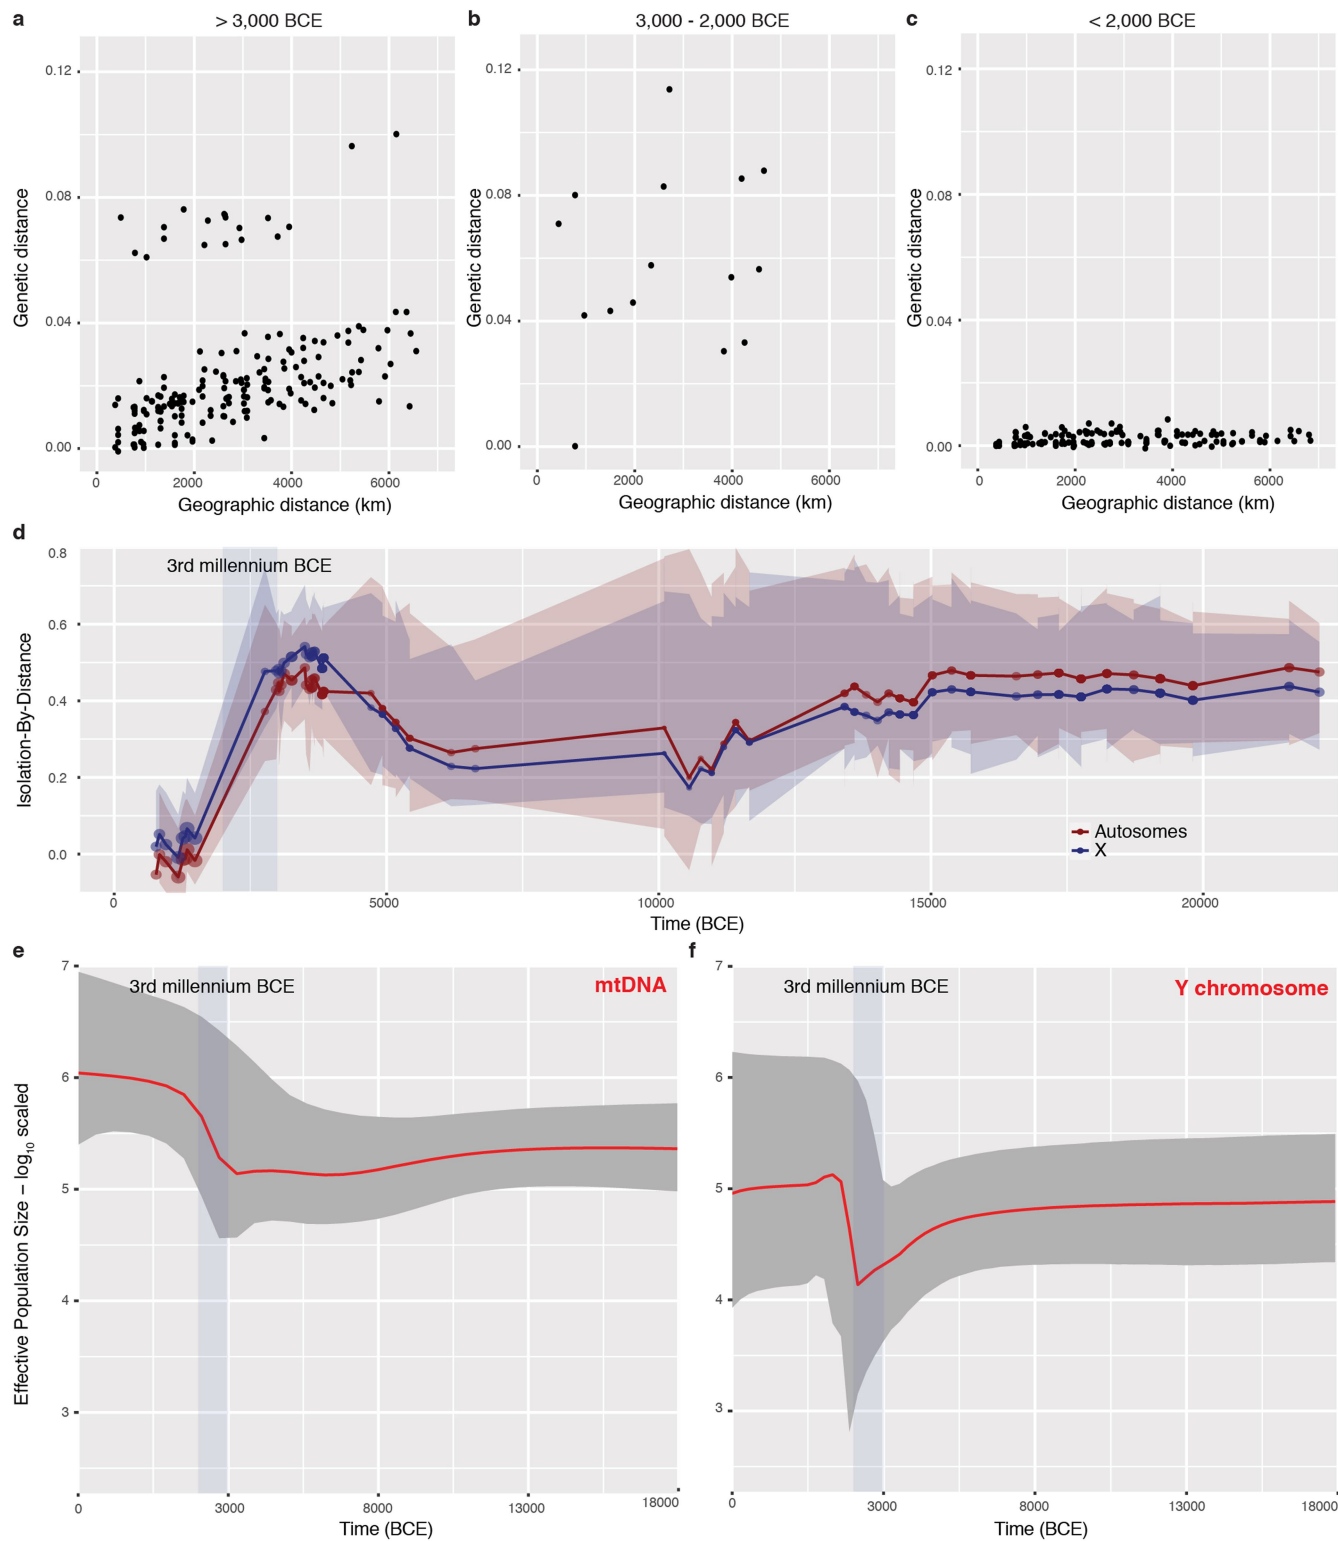 a
> 3,000 BCE
b
3,000 - 2,000 BCE
c
< 2,000 BCE
Genetic distance
0.12
0.08
0.04
0.00
0
2000
4000
6000
Geographic distance (km)
Genetic distance
0.12
0.08
0.04
0.00
0
2000
4000
6000
Geographic distance (km)
Genetic distance
0.12
0.08
0.04
0.00
0
2000
4000
6000
Geographic distance (km)
d
Isolation-By-Distance
0.8
0.6
0.4
0.2
0.0
3rd millennium BCE
Autosomes
X
0
5000
10000
15000
20000
Time (BCE)
e
Effective Population Size – log10 scaled
7
6
5
4
3
3rd millennium BCE
mtDNA
0
3000
8000
13000
18000
Time (BCE)
f
7
6
5
4
3
3rd millennium BCE
Y chromosome
0
3000
8000
13000
18000
Time (BCE)